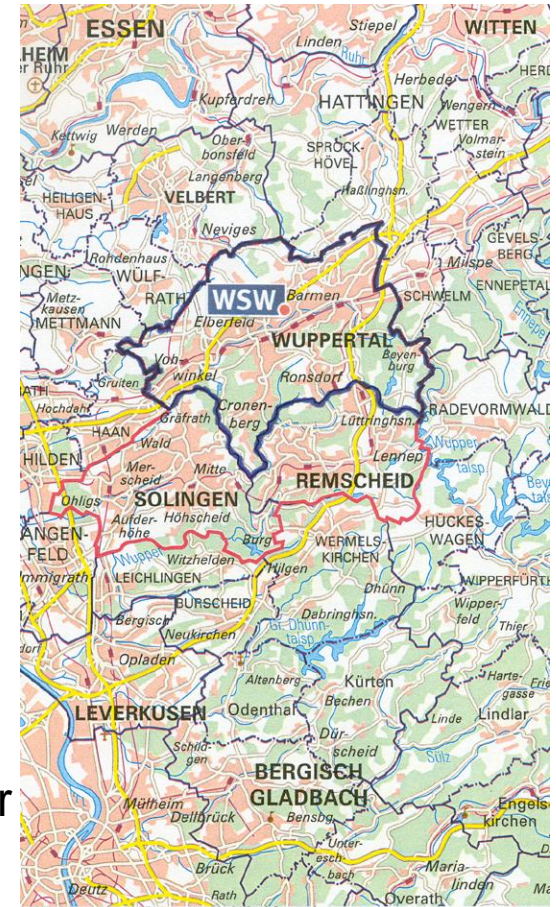 ESSEN
Stiepel
WITTEN
Linden
Ruhr
HEIM
er Ruhr
Herbede
HERD
Kupferdreh
HATTINGEN
Wengern
WETTER
Kettwig
Werden
Volmar-
stein
Ober-
bonsfeld
SPROCK-
HÖVEL
Langenberg
HEILIGEN-
HAUS
VELBERT
Haßlinghsn.
Neviges
GEVELS-
BERG
Rohdenhaus
Milspe
NGEN
WÜLF-
RATH
ENNEPETAL
Metz-
kausen
WSW
Barmen
SCHWELM
METTMANN
Elberfeld
Ennepe
WUPPERTAL
Voh-
winkel
Beyen-
burg
Gruiten
Ronsdorf
RATH
Hochdahl
Cronen-
berg
RADEVORMWALD
Gräfrath
Lüttringhsn.
HAAN
Wald
Wupper
talsp.
HILDEN
Lennep
Mer-
scheid
Mitte
REMSCHEID
Ohligs
SOLINGEN
Höhscheid
Aufder-
höhe
HÜCKES-
WAGEN
ANGEN-
FELD
Burg
WERMELS-
KIRCHEN
Wupper
Witzhelden
Hilgen
mmigrath
LEICHLINGEN
WIPPERFÜRTH
Dhünn
BURSCHEID
Wipper-
feld
Bergisch
Neukirchen
Dabringhsn.
Gr. Dhünn-
talsp.
Thier
dorf
Opladen
Altenberg
Kürten
Harte-
gasse
Frie
Bechen
LEVERKUSEN
Odenthal
Linde
Lindlar
Dür-
scheid
Schild-
gen
Sülz
BERGISCH
GLADBACH
r
Mülheim
Dellbrück
Bensbg.
Engels
kirchen
Unter-
esch-
bach
Brück
Maria-
linden
Deutz
Rath
Overath